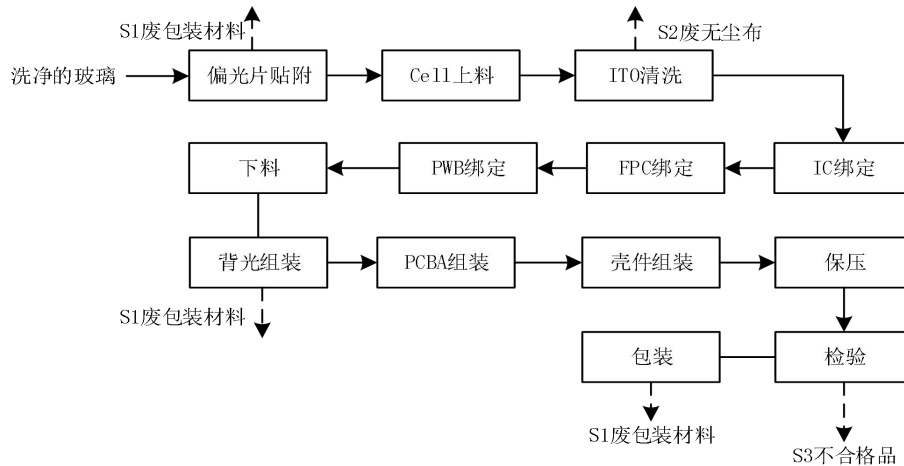 S1废包装材料
S2废无尘布
洗净的玻璃
偏光片贴附
Cell上料
ITO清洗
下料
PWB绑定
FPC绑定
IC绑定
背光组装
PCBA组装
壳件组装
保压
S1废包装材料
包装
检验
S1废包装材料
S3不合格品